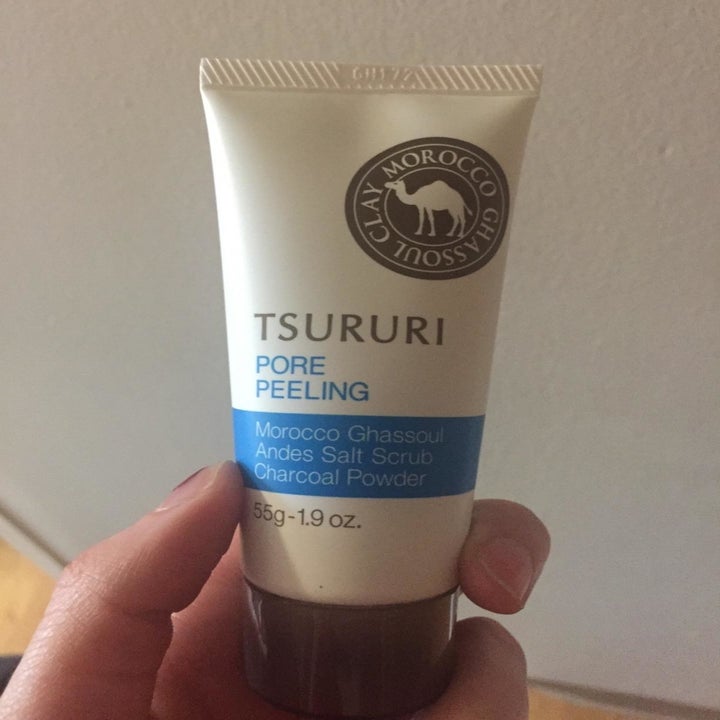 MOROCCO GHASSOUL CLAY
TSURURI
PORE
PEELING
Morocco Ghassoul
Andes Salt Scrub
Charcoal Powder
55g-1.9 oz.